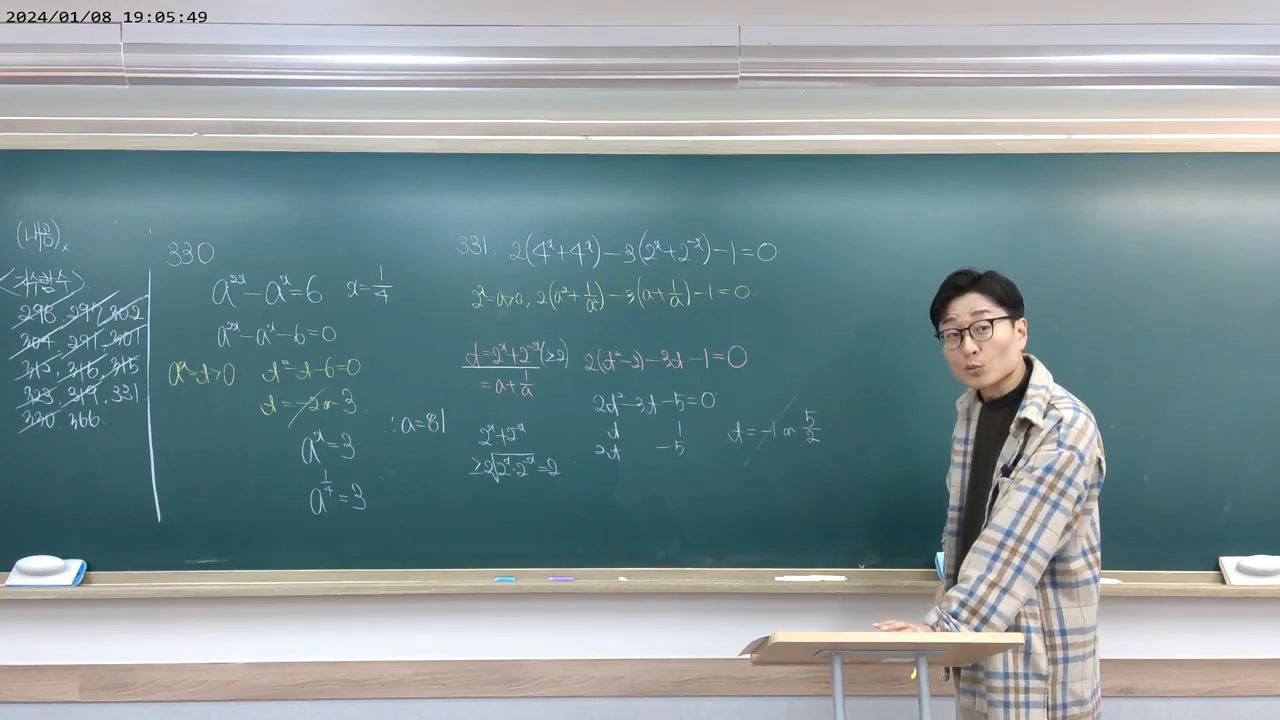 2024/01/08 19:05:49
<지수함수>
298, 299, 302
304, 291, 301
313, 316, 315
323, 319, 331
330, 366
330
a^{2x} - a^x = 6  x = 1/4
a^{2x} - a^x - 6 = 0
a^x = t > 0  t² - t - 6 = 0
t = -2 or 3
a^x = 3
a^{1/4} = 3
∴ a = 81
331. 2(4^x + 4^x) - 3(2^x + 2^{-x}) - 1 = 0
2^x = a > 0, 2(a² + 1/a²) - 3(a + 1/a) - 1 = 0
t = 2^x + 2^{-x} (≥2)  2(t² - 2) - 3t - 1 = 0
= a + 1/a
2t² - 3t - 5 = 0
t  1
2t  -5
t = -1 or 5/2
2^x + 2^{-x}
≥ 2√(2^x · 2^{-x}) = 2